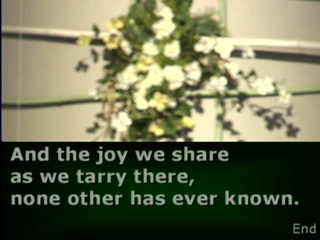 And the joy we share
as we tarry there,
none other has ever known.
End